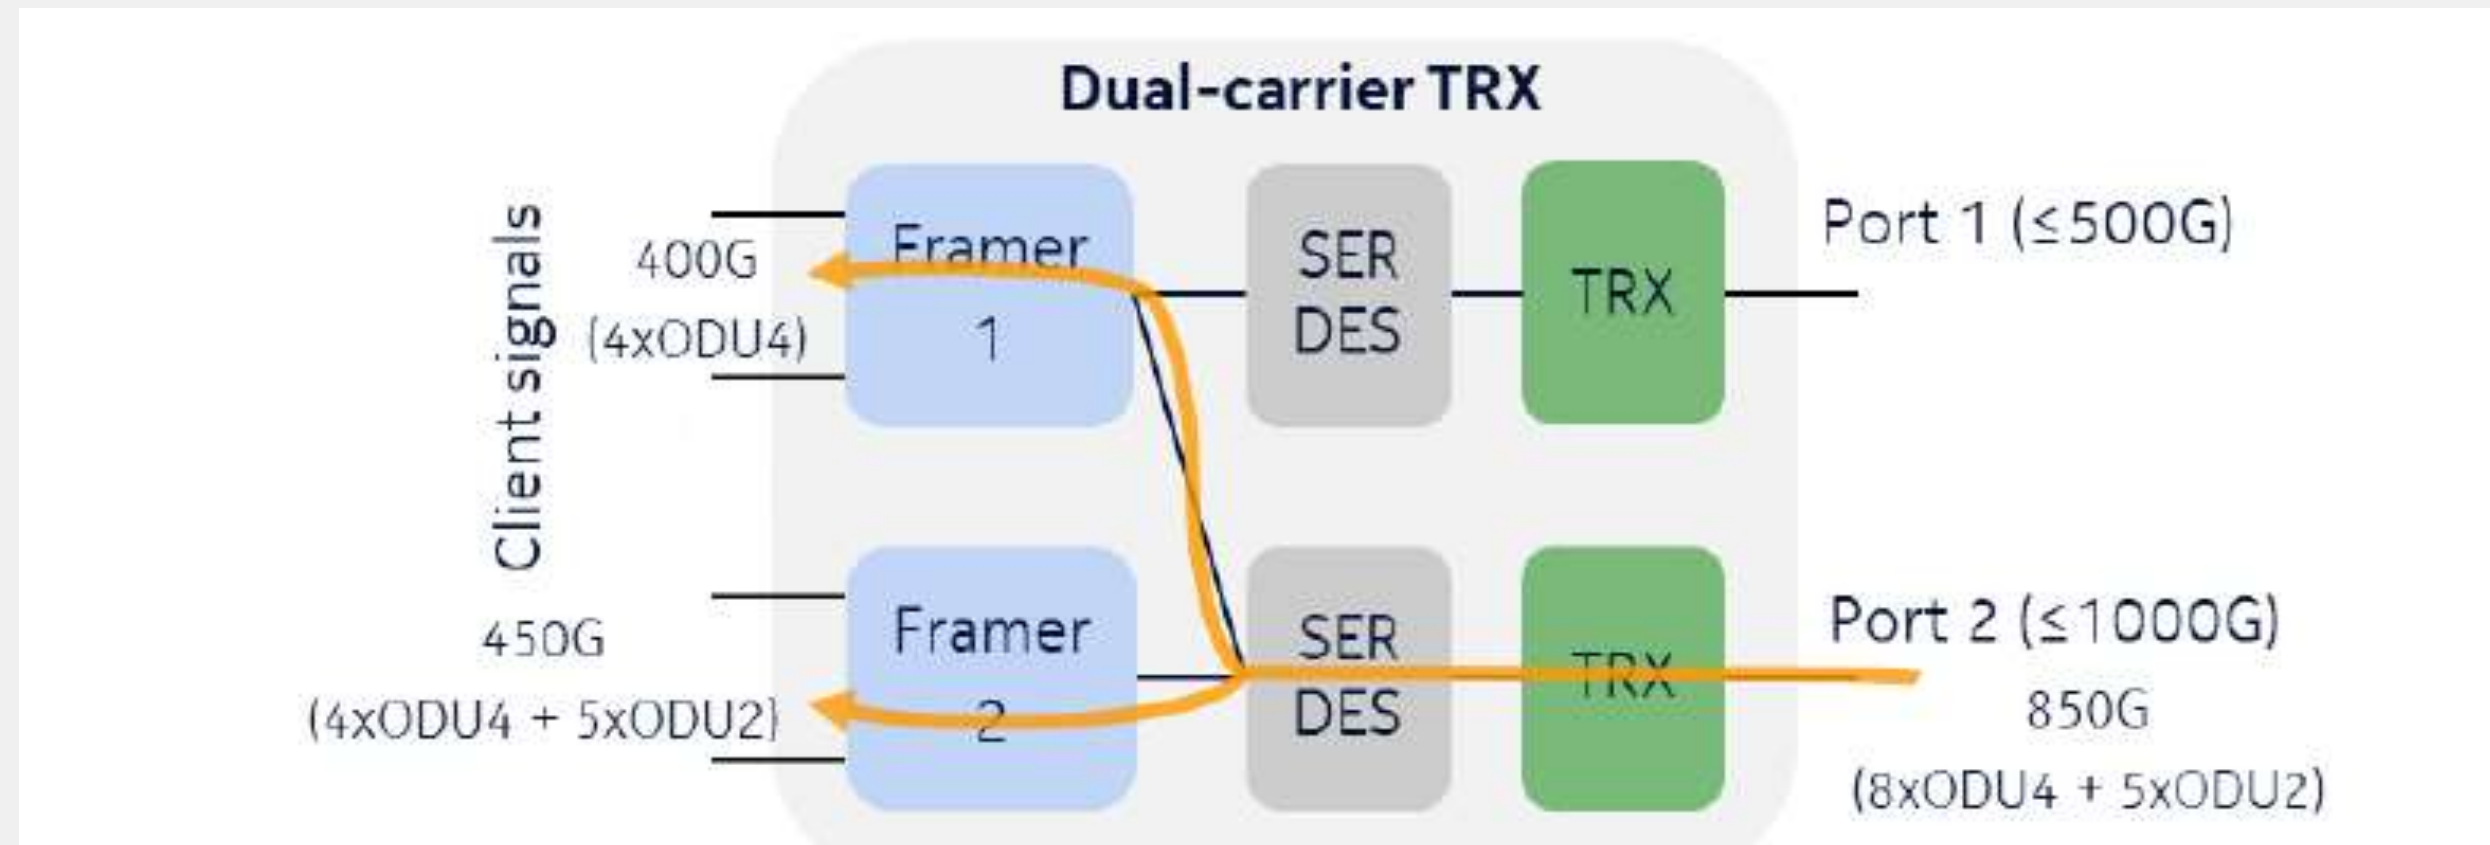 Dual-carrier TRX
Client signals
400G
(4xODU4)
Framer
1
SER
DES
TRX
Port 1 (≤500G)
450G
(4xODU4 + 5xODU2)
Framer
2
SER
DES
TRX
Port 2 (≤1000G)
850G
(8xODU4 + 5xODU2)